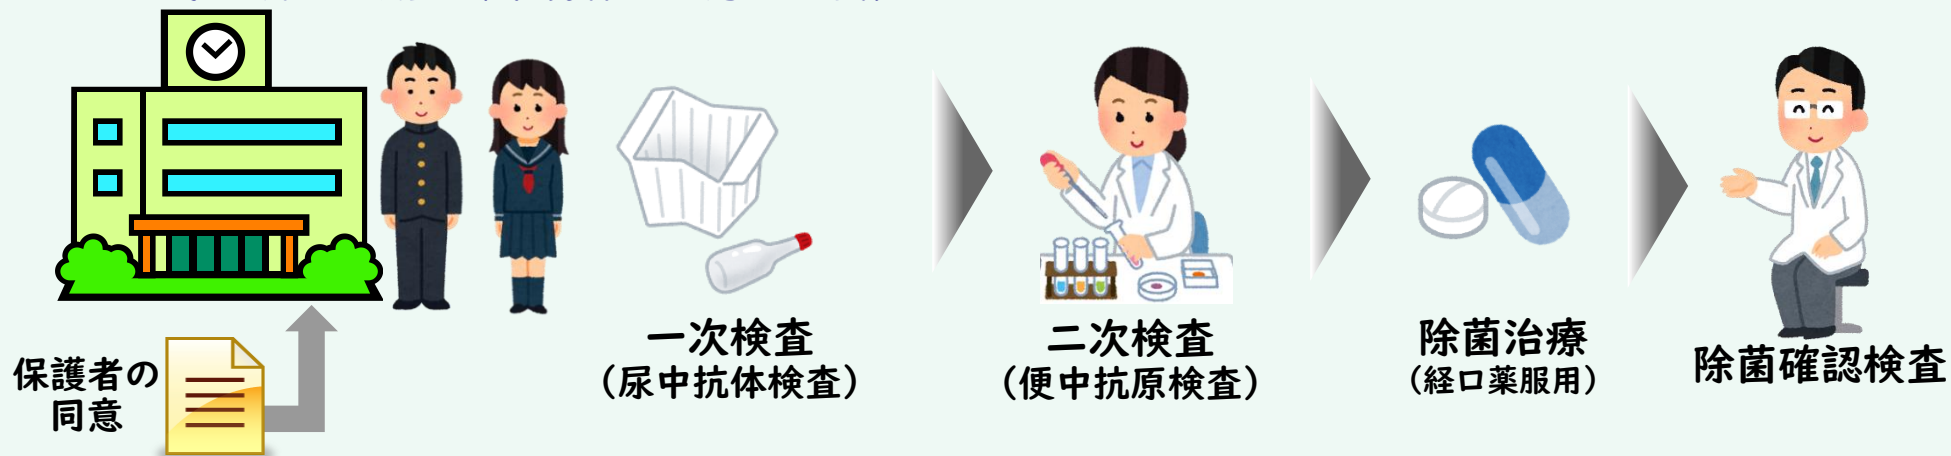 保護者の
同意
一次検査
（尿中抗体検査）
二次検査
（便中抗原検査）
除菌治療
（経口薬服用）
除菌確認検査